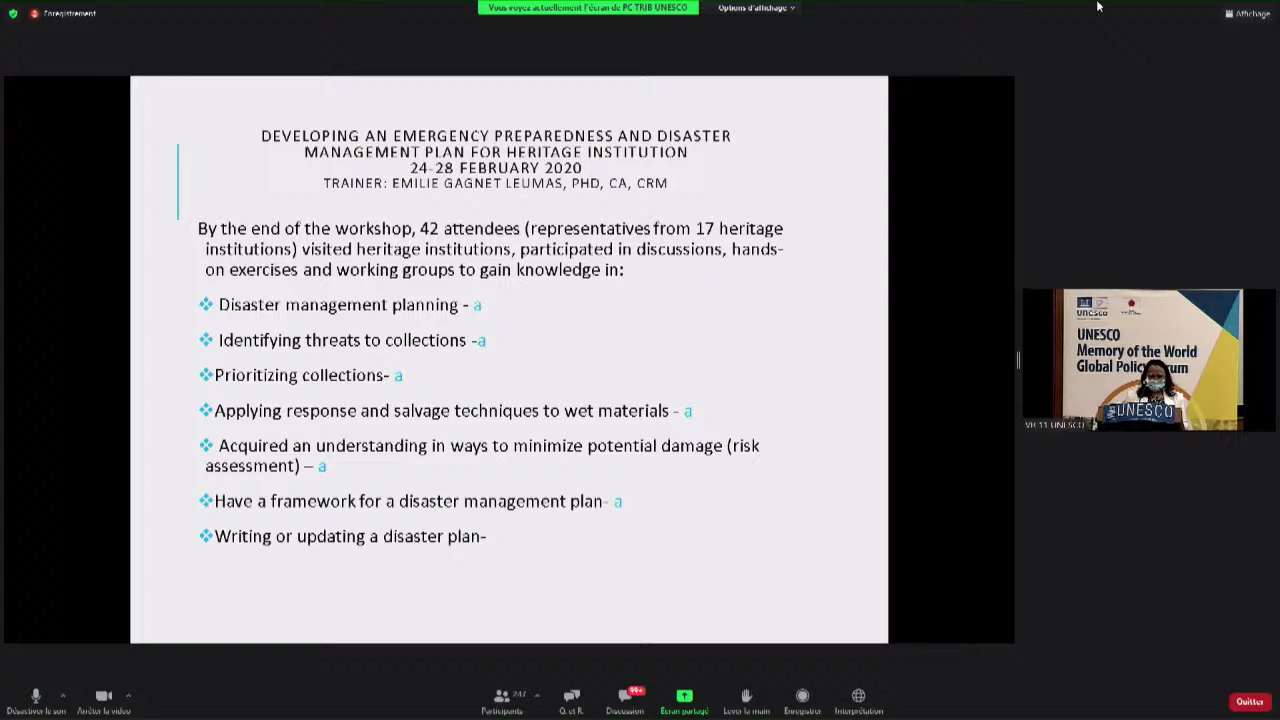 Enregistrement
Vous voyez actuellement l'écran de PC TRIB UNESCO
Options d'affichage
Affichage
DEVELOPING AN EMERGENCY PREPAREDNESS AND DISASTER
MANAGEMENT PLAN FOR HERITAGE INSTITUTION
24-28 FEBRUARY 2020
TRAINER: EMILIE GAGNET LEUMAS, PHD, CA, CRM
By the end of the workshop, 42 attendees (representatives from 17 heritage
institutions) visited heritage institutions, participated in discussions, hands-
on exercises and working groups to gain knowledge in:
❖ Disaster management planning - a
❖ Identifying threats to collections -a
❖Prioritizing collections- a
❖Applying response and salvage techniques to wet materials - a
❖ Acquired an understanding in ways to minimize potential damage (risk
assessment) – a
❖Have a framework for a disaster management plan- a
❖Writing or updating a disaster plan-
unesco
UNESCO
Memory of the World
Global Policy
UNESCO
VR 11 UNESCO
Désactiver le son
Arrêter la vidéo
247
Participants
Q. et R.
99+
Discussion
Écran partagé
Lever la main
Enregistrer
Interprétation
Quitter